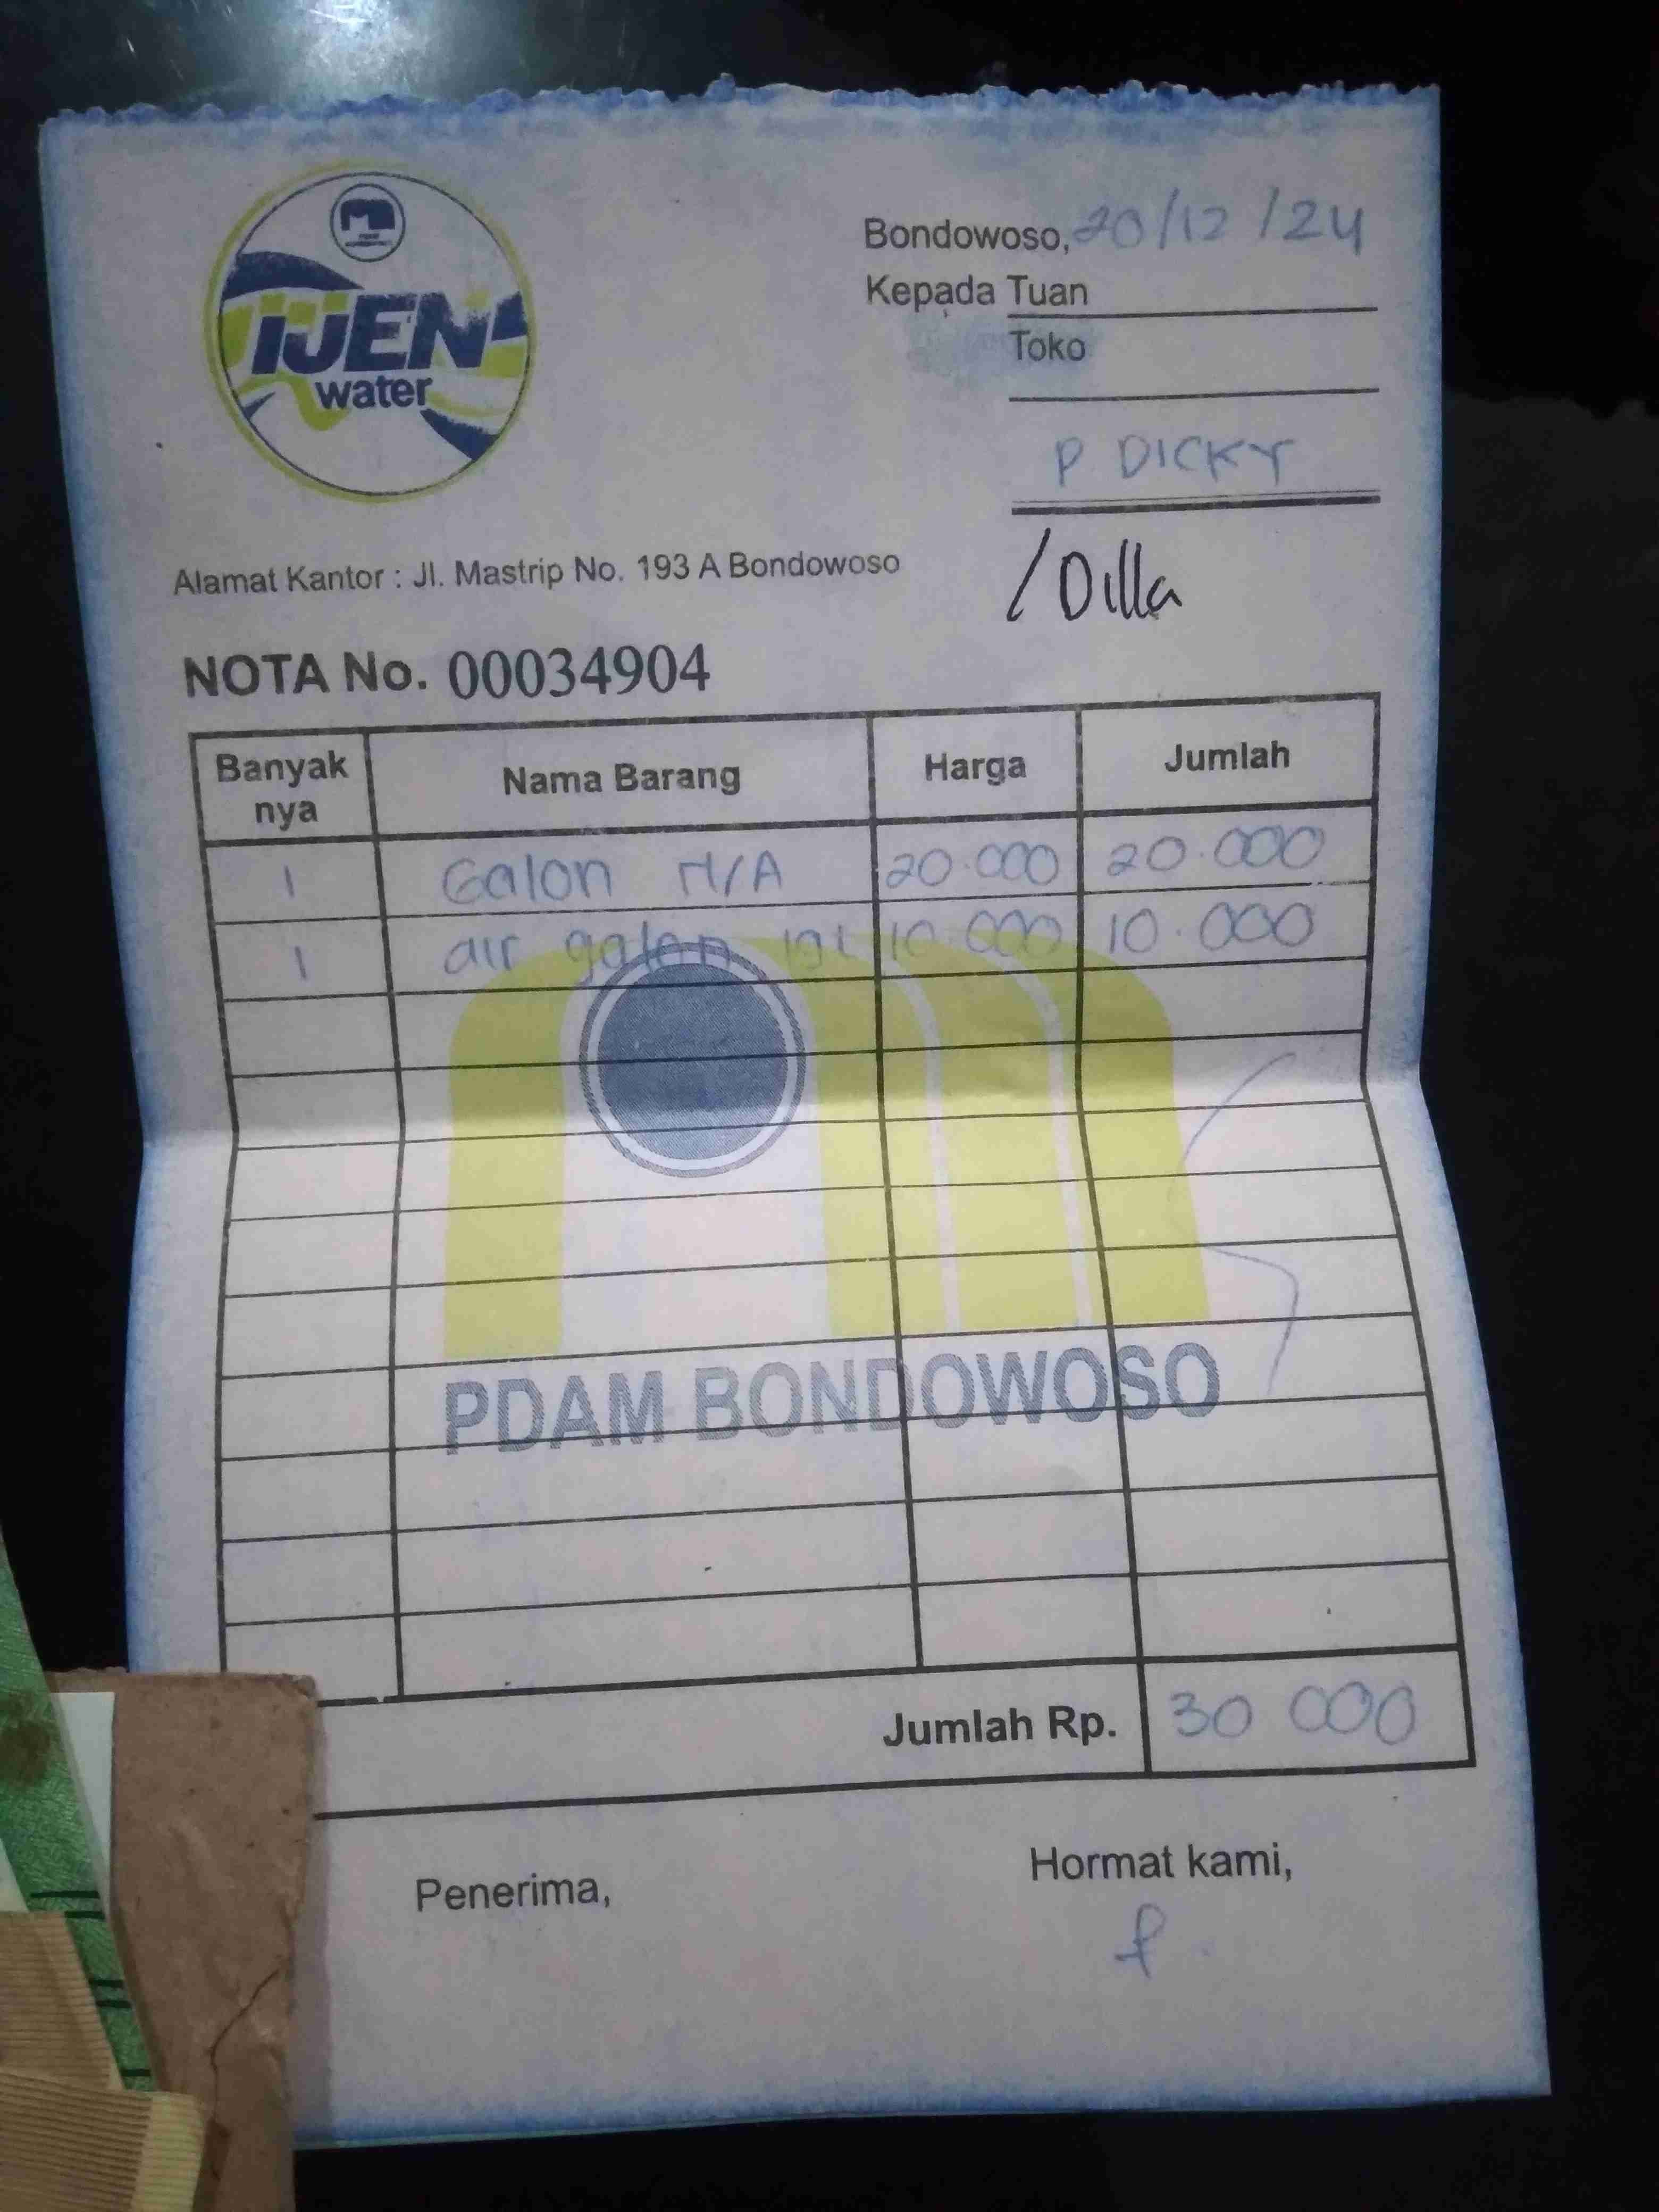 IJEN
water
Bondowoso, 20/12/24
Kepada Tuan
Toko
P DICKY
/ Dilla
Alamat Kantor : Jl. Mastrip No. 193 A Bondowoso
NOTA No. 00034904
Banyak nya Nama Barang Harga Jumlah
1 Galon 20.000 20.000
1 air galon 10.000 10.000
PDAM BONDOWOSO
Jumlah Rp. 30 000
Penerima,
Hormat kami,